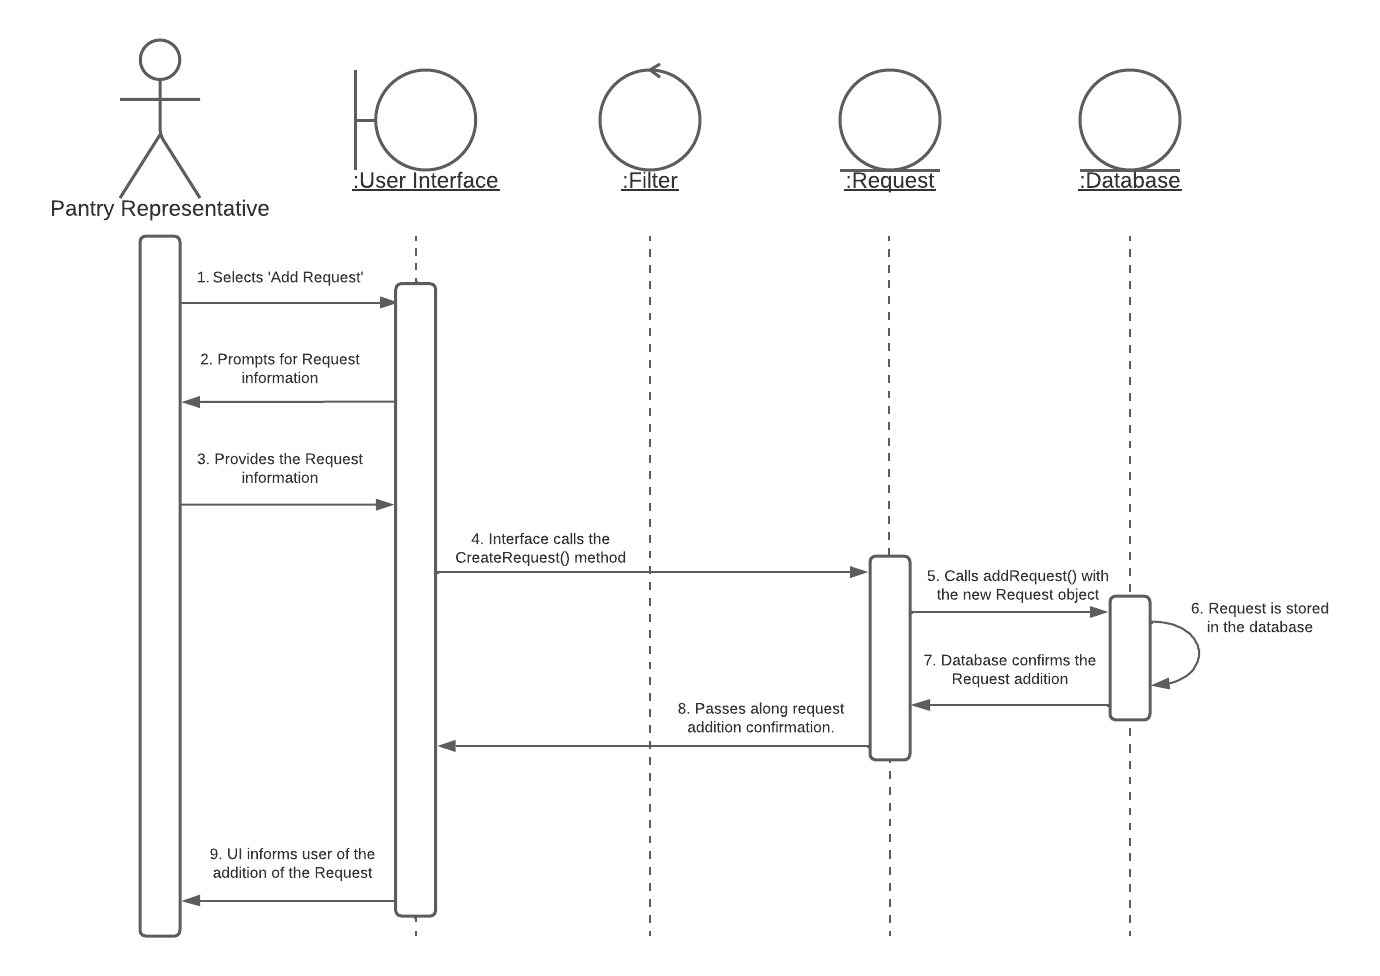 Pantry Representative
:User Interface
:Filter
:Request
:Database
1. Selects 'Add Request'
2. Prompts for Request
information
3. Provides the Request
information
4. Interface calls the
CreateRequest() method
5. Calls addRequest() with
the new Request object
6. Request is stored
in the database
7. Database confirms the
Request addition
8. Passes along request
addition confirmation.
9. UI informs user of the
addition of the Request